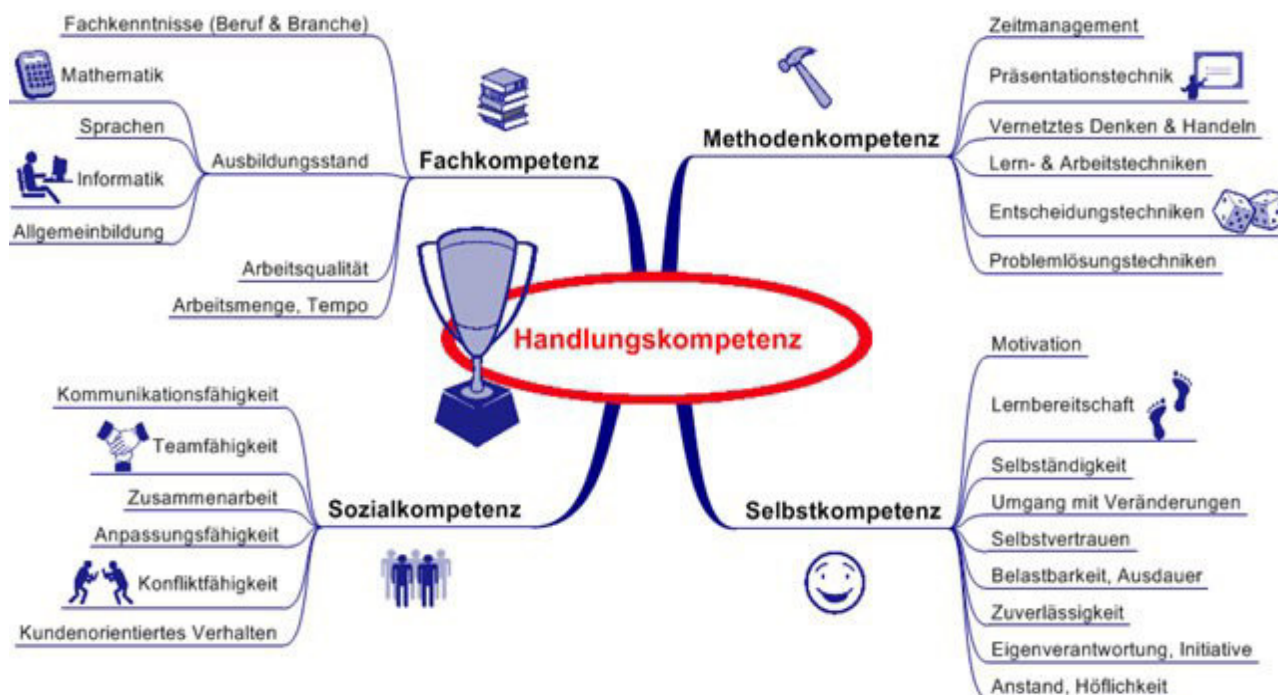 Fachkenntnisse (Beruf & Branche)
Mathematik
Sprachen
Informatik
Allgemeinbildung
Ausbildungsstand
Arbeitsqualität
Arbeitsmenge, Tempo
Fachkompetenz
Methodenkompetenz
Zeitmanagement
Präsentationstechnik
Vernetztes Denken & Handeln
Lern- & Arbeitstechniken
Entscheidungstechniken
Problemlösungstechniken
Handlungskompetenz
Kommunikationsfähigkeit
Teamfähigkeit
Zusammenarbeit
Anpassungsfähigkeit
Konfliktfähigkeit
Kundenorientiertes Verhalten
Sozialkompetenz
Selbstkompetenz
Motivation
Lernbereitschaft
Selbständigkeit
Umgang mit Veränderungen
Selbstvertrauen
Belastbarkeit, Ausdauer
Zuverlässigkeit
Eigenverantwortung, Initiative
Anstand, Höflichkeit